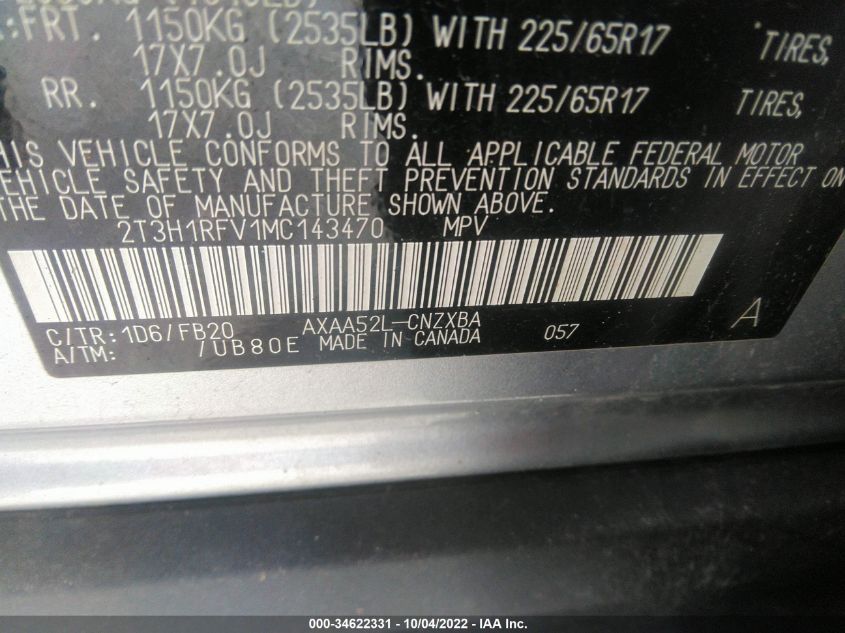 FRT. 1150KG (2535LB) WITH 225/65R17 TIRES,
17X7.0J RIMS.
RR. 1150KG (2535LB) WITH 225/65R17 TIRES,
17X7.0J RIMS.
VEHICLE CONFORMS TO ALL APPLICABLE FEDERAL MOTOR
SAFETY AND THEFT PREVENTION STANDARDS IN EFFECT ON
THE DATE OF MANUFACTURE SHOWN ABOVE.
2T3H1RFV1MC143470 MPV
C/TR: 1D6/FB20 AXAA52L-CNZXBA 057 A
A/TM: /UB80E MADE IN CANADA
000-34622331 - 10/04/2022 - IAA Inc.